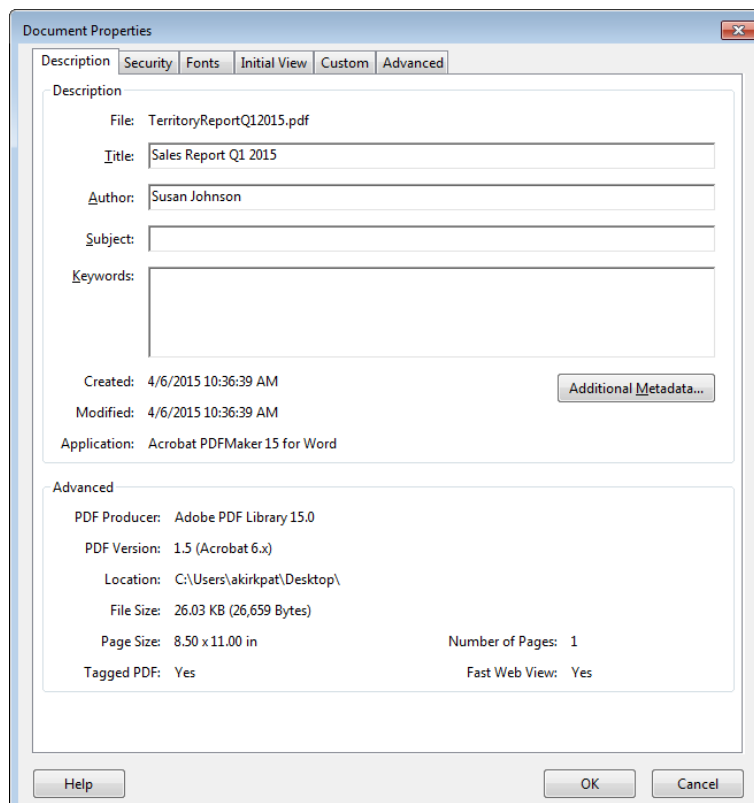 Document Properties
Description Security Fonts Initial View Custom Advanced
Description
File: TerritoryReportQ12015.pdf
Title: Sales Report Q1 2015
Author: Susan Johnson
Subject:
Keywords:
Created: 4/6/2015 10:36:39 AM
Additional Metadata...
Modified: 4/6/2015 10:36:39 AM
Application: Acrobat PDFMaker 15 for Word
Advanced
PDF Producer: Adobe PDF Library 15.0
PDF Version: 1.5 (Acrobat 6.x)
Location: C:\Users\akirkpat\Desktop\
File Size: 26.03 KB (26,659 Bytes)
Page Size: 8.50 x 11.00 in Number of Pages: 1
Tagged PDF: Yes Fast Web View: Yes
Help OK Cancel